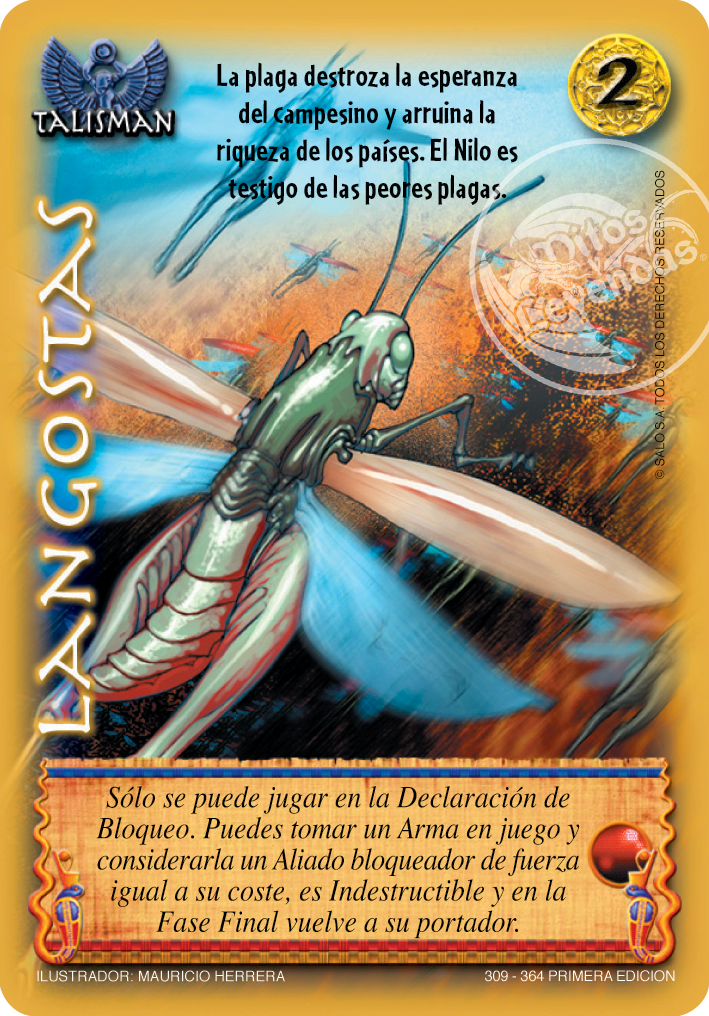 TALISMAN
La plaga destroza la esperanza
del campesino y arruina la
riqueza de los países. El Nilo es
testigo de las peores plagas.
2
Mitos
y
Leyendas
©
© SALO S.A. TODOS LOS DERECHOS RESERVADOS
LANGOSTAS
Sólo se puede jugar en la Declaración de
Bloqueo. Puedes tomar un Arma en juego y
considerarla un Aliado bloqueador de fuerza
igual a su coste, es Indestructible y en la
Fase Final vuelve a su portador.
ILUSTRADOR: MAURICIO HERRERA
309 - 364 PRIMERA EDICION